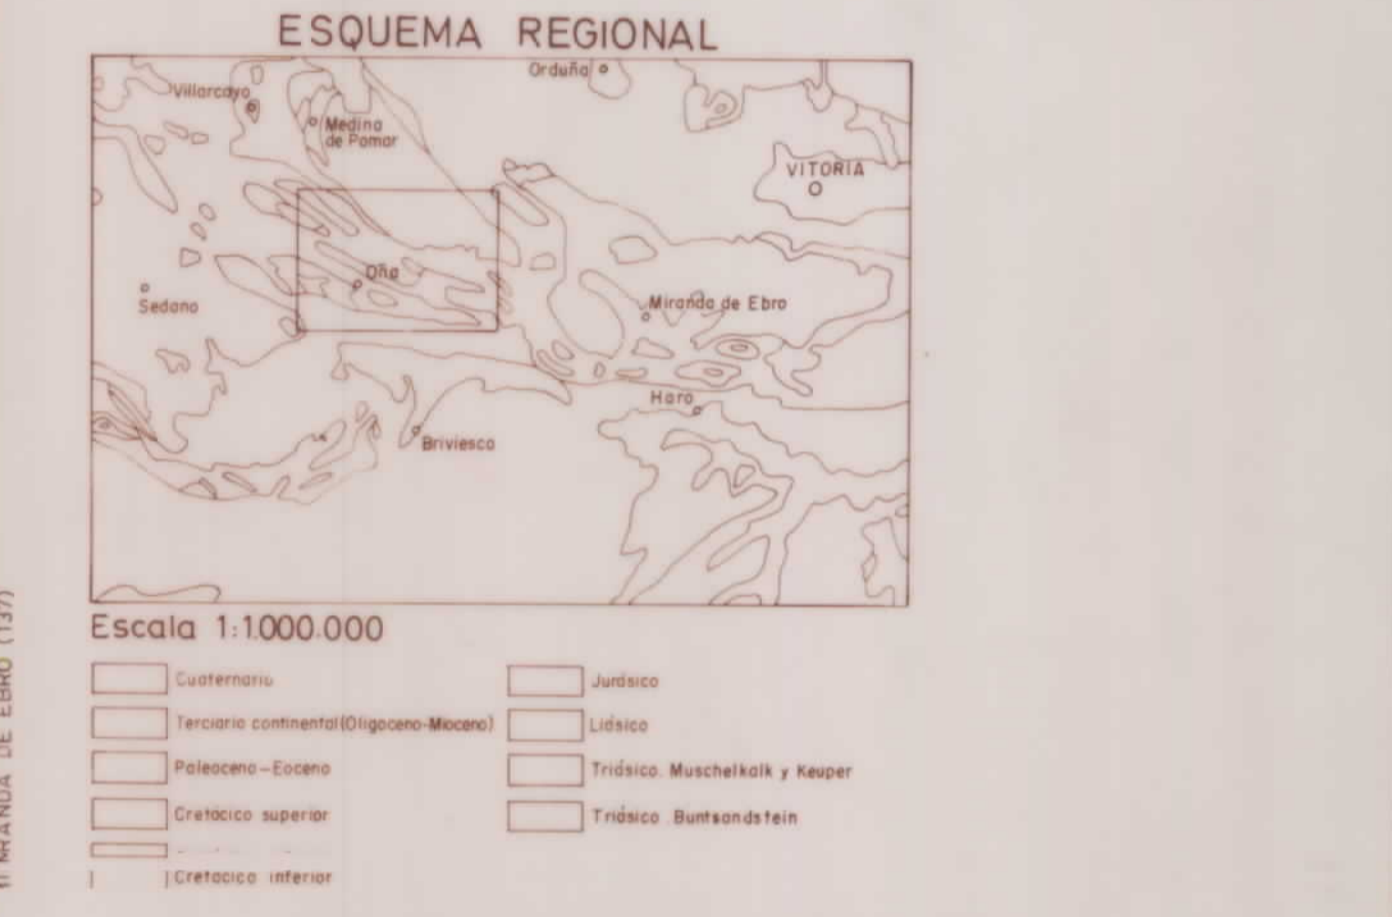 ESQUEMA REGIONAL
Orduña
Villarcayo
Medina
de Pomar
VITORIA
Oña
Sedano
Miranda de Ebro
Haro
Briviesca
Escala 1:1.000.000
Cuaternario
Terciario continental (Oligoceno-Mioceno)
Paleoceno-Eoceno
Cretácico superior
Cretacico inferior
Jurásico
Liásico
Triásico. Muschelkalk y Keuper
Triásico. Buntsandstein
MIRANDA DE EBRO (137)